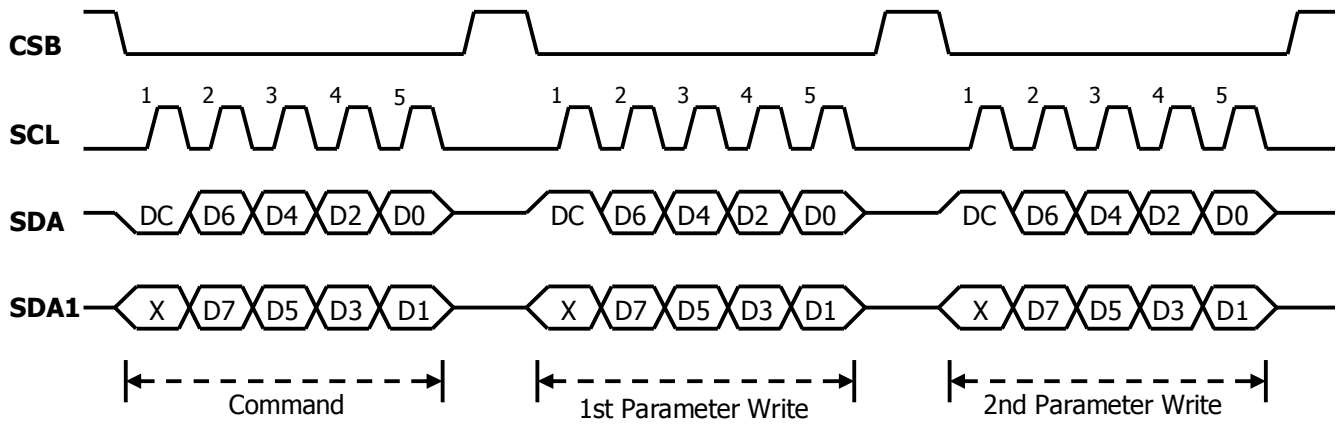 CSB
1 2 3 4 5 1 2 3 4 5 1 2 3 4 5
SCL
SDA DC D6 D4 D2 D0 DC D6 D4 D2 D0 DC D6 D4 D2 D0
SDA1 X D7 D5 D3 D1 X D7 D5 D3 D1 X D7 D5 D3 D1
Command 1st Parameter Write 2nd Parameter Write